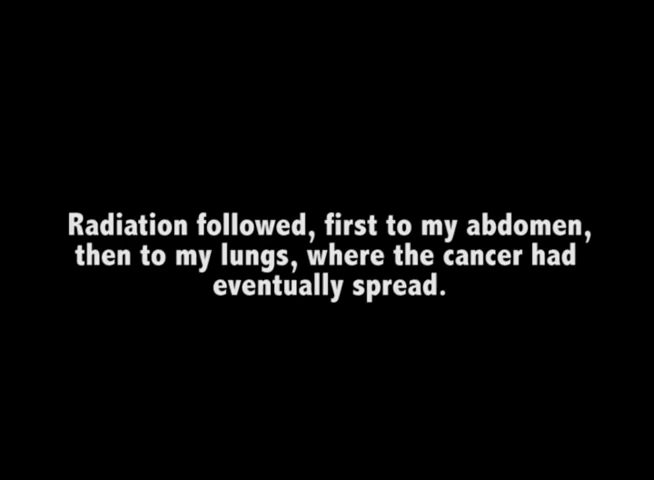 Radiation followed, first to my abdomen,
then to my lungs, where the cancer had
eventually spread.